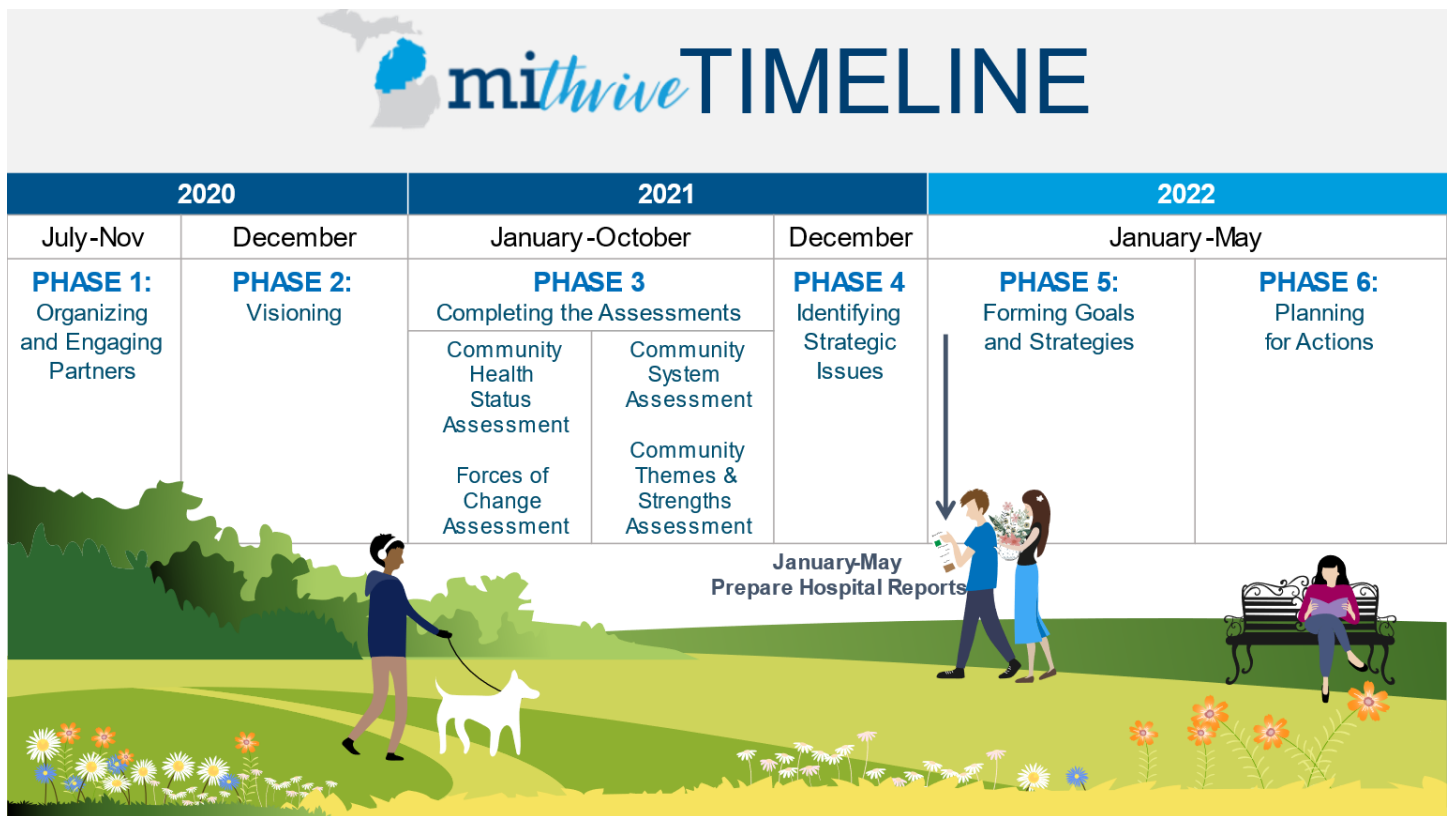 mithrive TIMELINE
2020
2021
2022
July-Nov
December
January-October
December
January-May
PHASE 1:
Organizing
and Engaging
Partners
PHASE 2:
Visioning
PHASE 3
Completing the Assessments
Community
Health
Status
Assessment
Forces of
Change
Assessment
Community
System
Assessment
Community
Themes &
Strengths
Assessment
PHASE 4
Identifying
Strategic
Issues
PHASE 5:
Forming Goals
and Strategies
PHASE 6:
Planning
for Actions
January-May
Prepare Hospital Reports